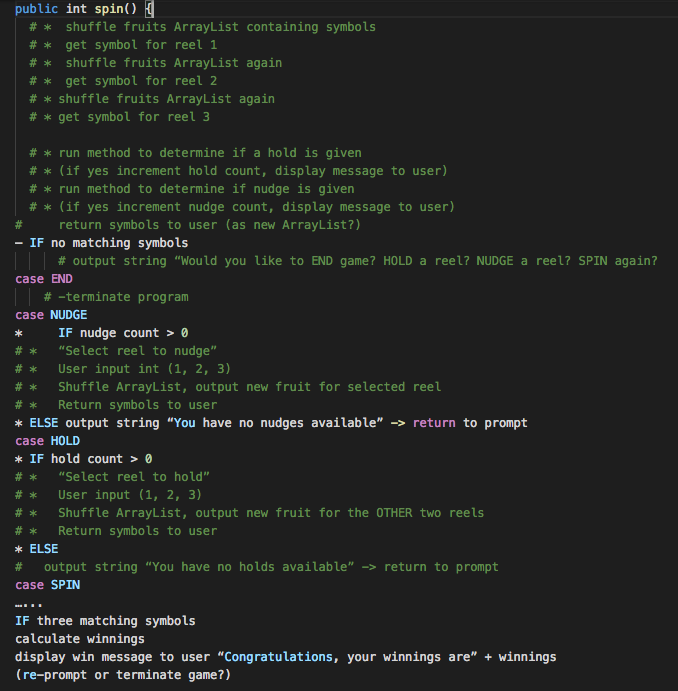 public int spin() {
# *  shuffle fruits ArrayList containing symbols
# *  get symbol for reel 1
# *  shuffle fruits ArrayList again
# *  get symbol for reel 2
# * shuffle fruits ArrayList again
# * get symbol for reel 3
# * run method to determine if a hold is given
# * (if yes increment hold count, display message to user)
# * run method to determine if nudge is given
# * (if yes increment nudge count, display message to user)
#     return symbols to user (as new ArrayList?)
– IF no matching symbols
# output string “Would you like to END game? HOLD a reel? NUDGE a reel? SPIN again?
case END
# –terminate program
case NUDGE
*     IF nudge count > 0
# *   “Select reel to nudge”
# *   User input int (1, 2, 3)
# *   Shuffle ArrayList, output new fruit for selected reel
# *   Return symbols to user
* ELSE output string “You have no nudges available” –> return to prompt
case HOLD
* IF hold count > 0
# *   “Select reel to hold”
# *   User input (1, 2, 3)
# *   Shuffle ArrayList, output new fruit for the OTHER two reels
# *   Return symbols to user
* ELSE
#   output string “You have no holds available” –> return to prompt
case SPIN
…...
IF three matching symbols
calculate winnings
display win message to user “Congratulations, your winnings are” + winnings
(re–prompt or terminate game?)